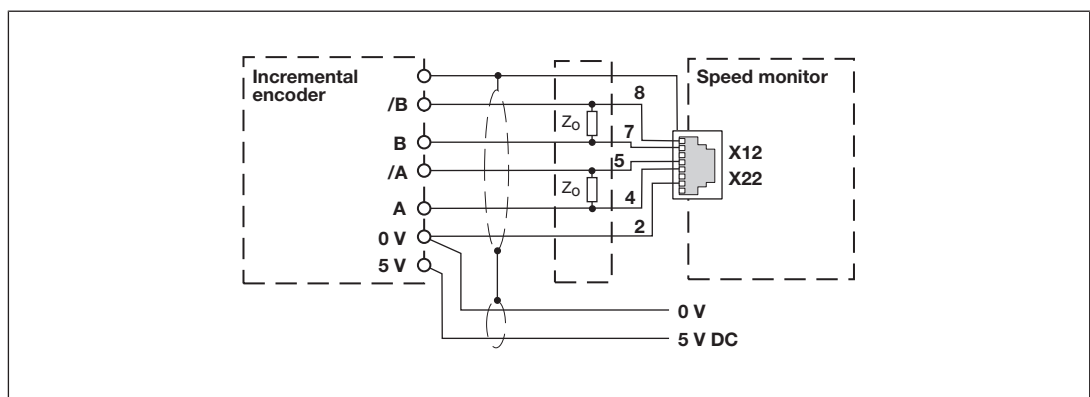 Incremental
encoder
Speed monitor
/B
8
Z0
B
7
X12
/A
5
X22
Z0
A
4
0 V
2
5 V
0 V
5 V DC